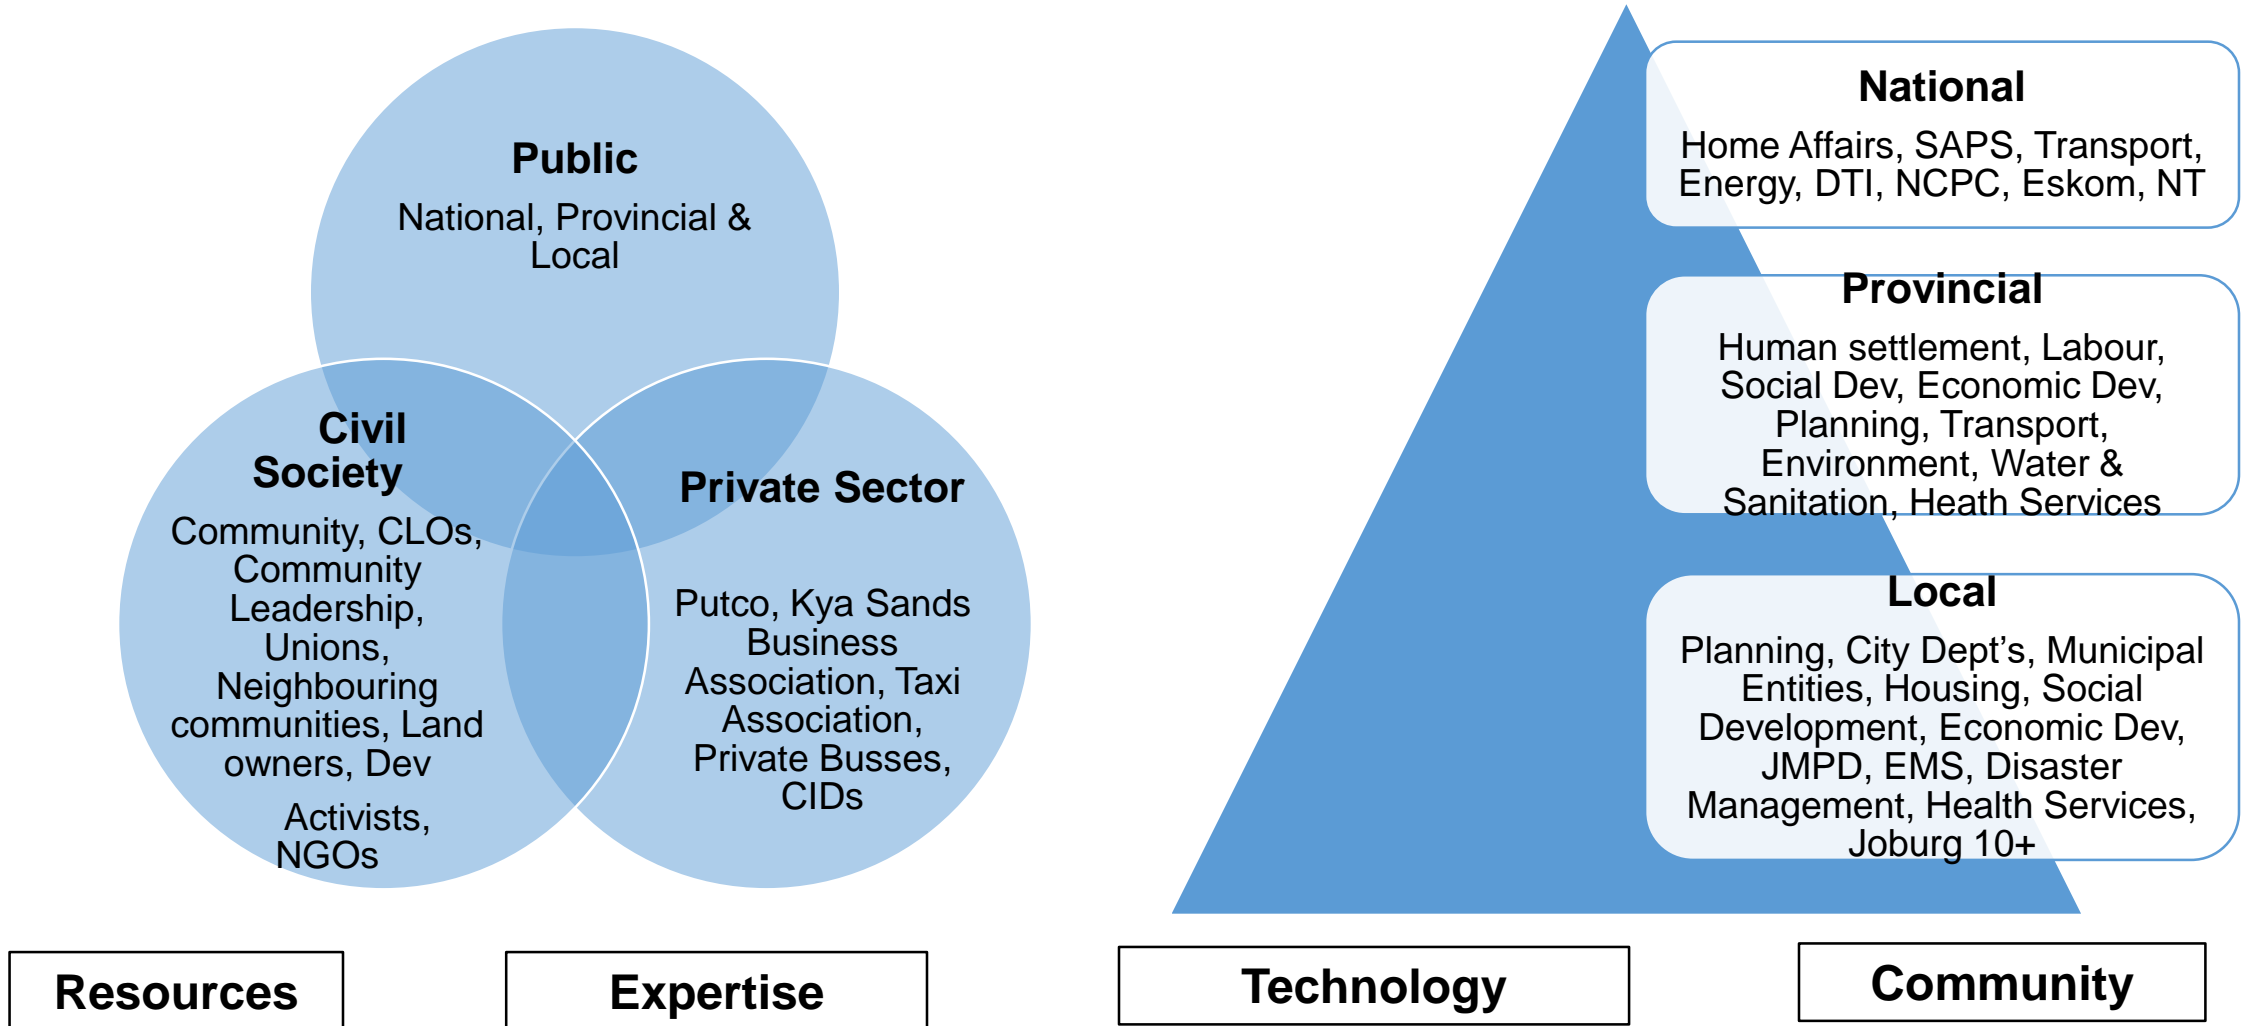 Public
National, Provincial &
Local
Civil
Society
Community, CLOs,
Community
Leadership,
Unions,
Neighbouring
communities, Land
owners, Dev
Activists,
NGOs
Private Sector
Putco, Kya Sands
Business
Association, Taxi
Association,
Private Busses,
CIDs
National
Home Affairs, SAPS, Transport,
Energy, DTI, NCPC, Eskom, NT
Provincial
Human settlement, Labour,
Social Dev, Economic Dev,
Planning, Transport,
Environment, Water &
Sanitation, Heath Services
Local
Planning, City Dept’s, Municipal
Entities, Housing, Social
Development, Economic Dev,
JMPD, EMS, Disaster
Management, Health Services,
Joburg 10+
Resources
Expertise
Technology
Community